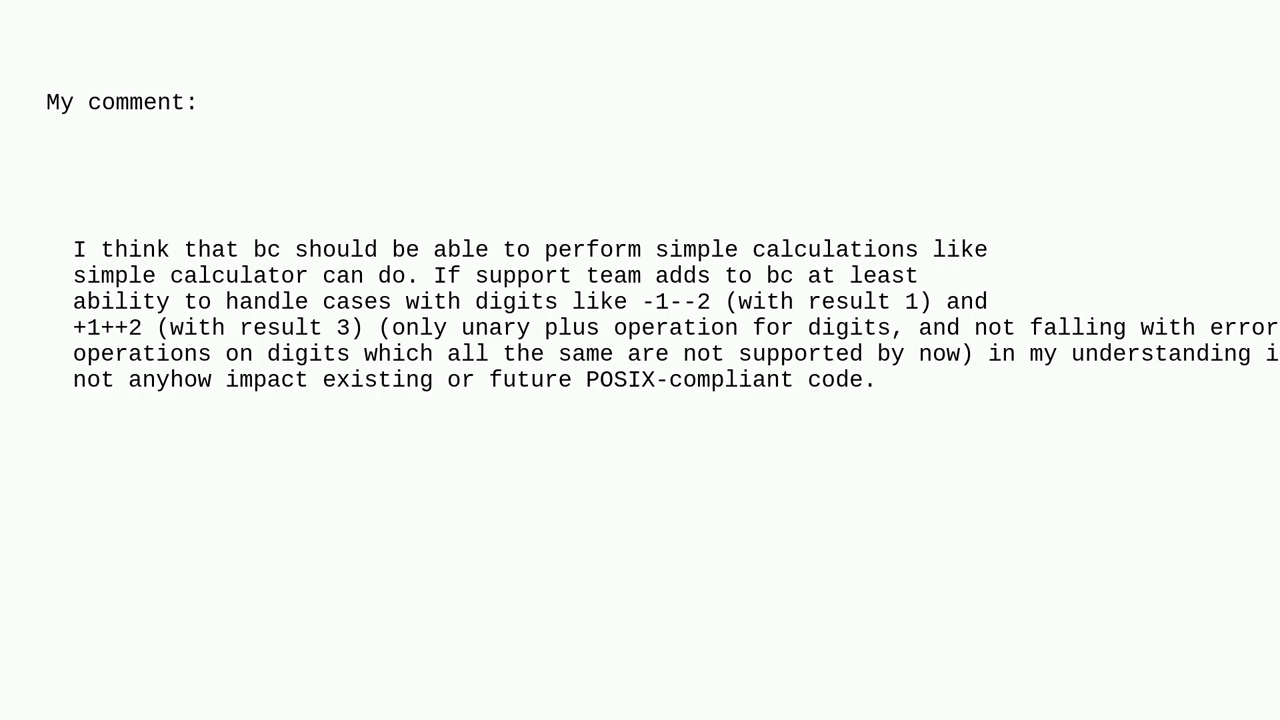 My comment:
I think that bc should be able to perform simple calculations like
simple calculator can do. If support team adds to bc at least
ability to handle cases with digits like -1--2 (with result 1) and
+1++2 (with result 3) (only unary plus operation for digits, and not falling with error
operations on digits which all the same are not supported by now) in my understanding
not anyhow impact existing or future POSIX-compliant code.